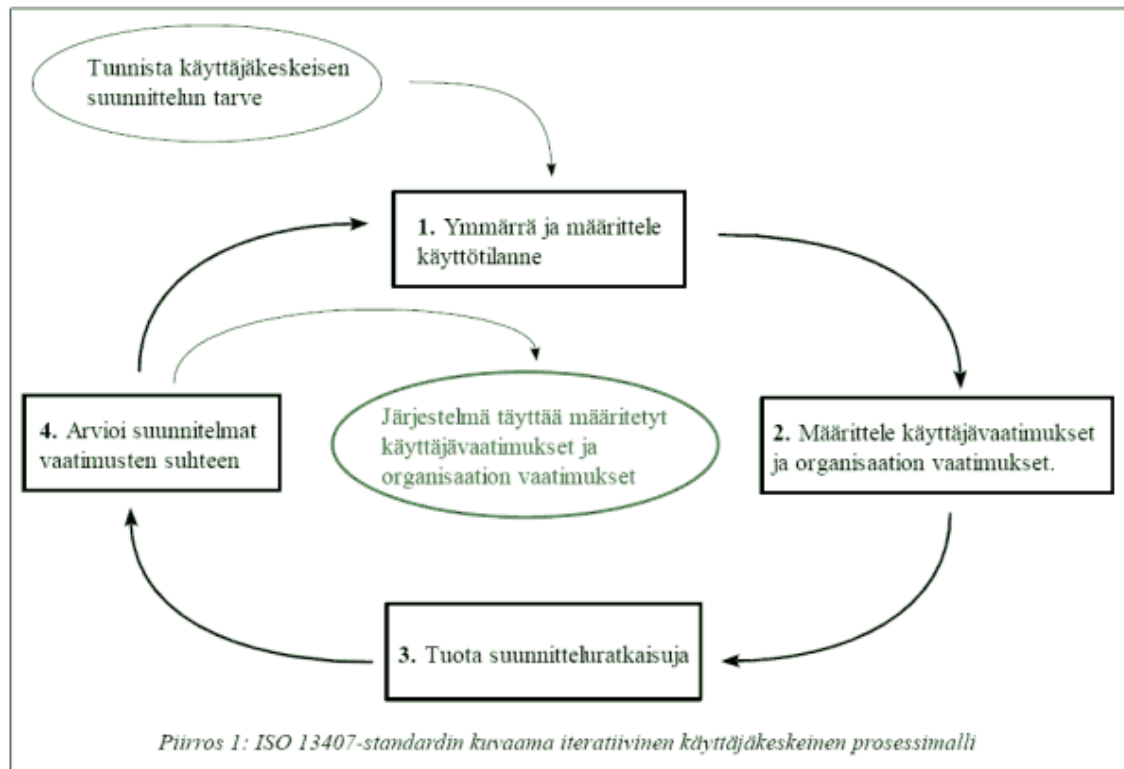 Tunnista käyttäjäkeskeisen
suunnittelun tarve
1. Ymmärrä ja määrittele
käyttötilanne
2. Määrittele käyttäjävaatimukset
ja organisaation vaatimukset.
3. Tuota suunnitteluratkaisuja
4. Arvioi suunnitelmat
vaatimusten suhteen
Järjestelmä täyttää määritetyt
käyttäjävaatimukset ja
organisaation vaatimukset
Piirros 1: ISO 13407-standardin kuvaama iteratiivinen käyttäjäkeskeinen prosessimalli